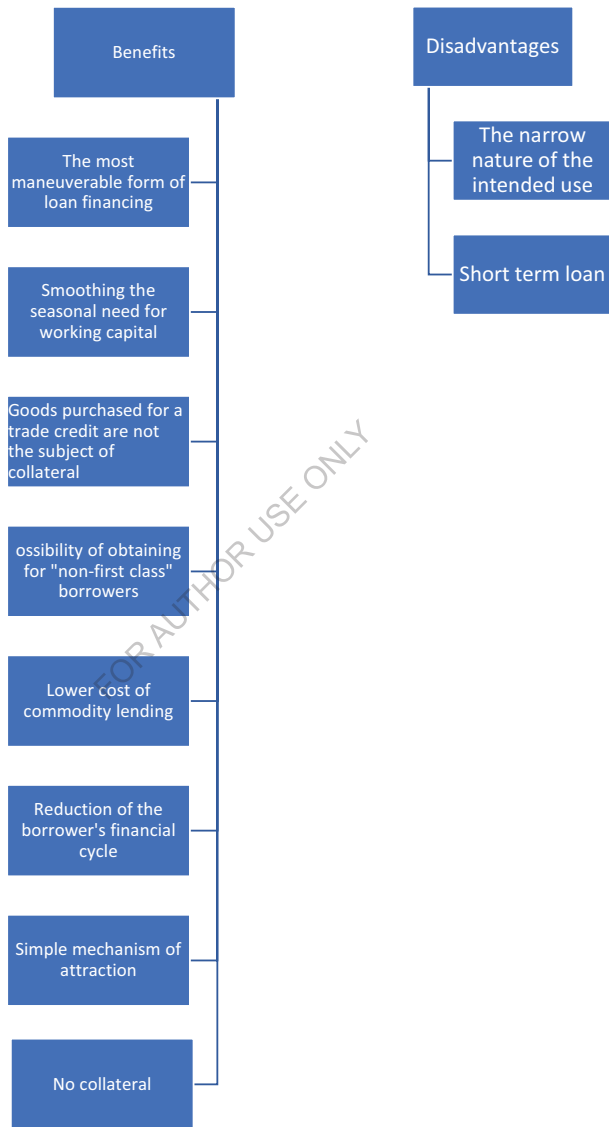 Benefits
The most
maneuverable form of
loan financing
Smoothing the
seasonal need for
working capital
Goods purchased for a
trade credit are not
the subject of
collateral
ossibility of obtaining
for "non-first class"
borrowers
Lower cost of
commodity lending
Reduction of the
borrower's financial
cycle
Simple mechanism of
attraction
No collateral
Disadvantages
The narrow
nature of the
intended use
Short term loan
FOR AUTHOR USE ONLY